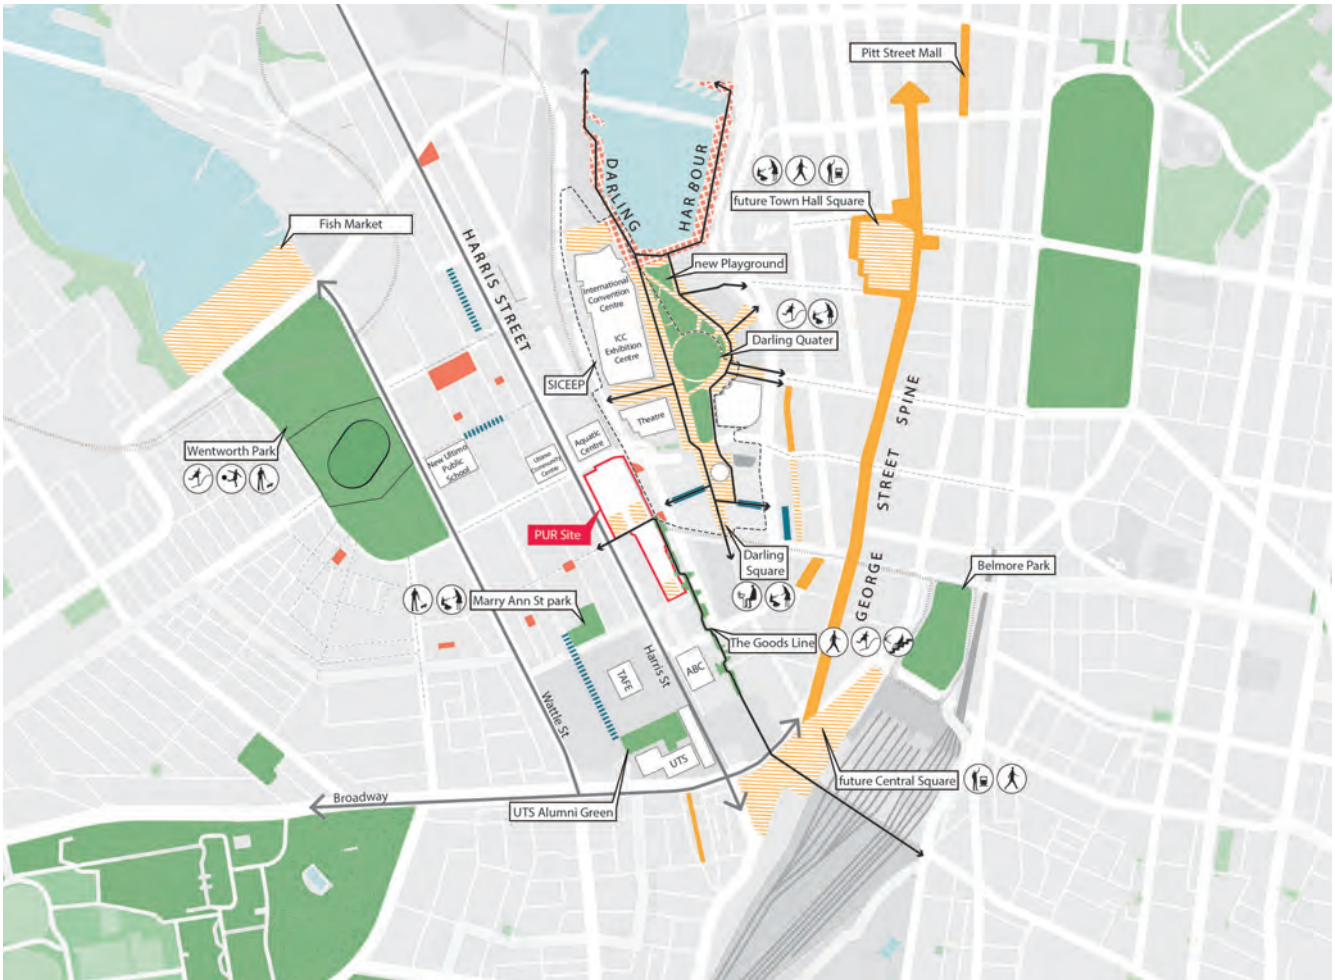 Pitt Street Mall
DARLING
HARBOUR
future Town Hall Square
Fish Market
HARRIS STREET
new Playground
International
Convention
Centre
ICC
Exhibition
Centre
Darling Quater
SICEEP
Theatre
GEORGE STREET SPINE
Wentworth Park
New Ultimo
Public
School
Ultimo
Community
Centre
Aquatic
Centre
PUR Site
Darling
Square
Belmore Park
Marry Ann St park
The Goods Line
Harris St
ABC
TAFE
Wattle St
UTS
future Central Square
Broadway
UTS Alumni Green